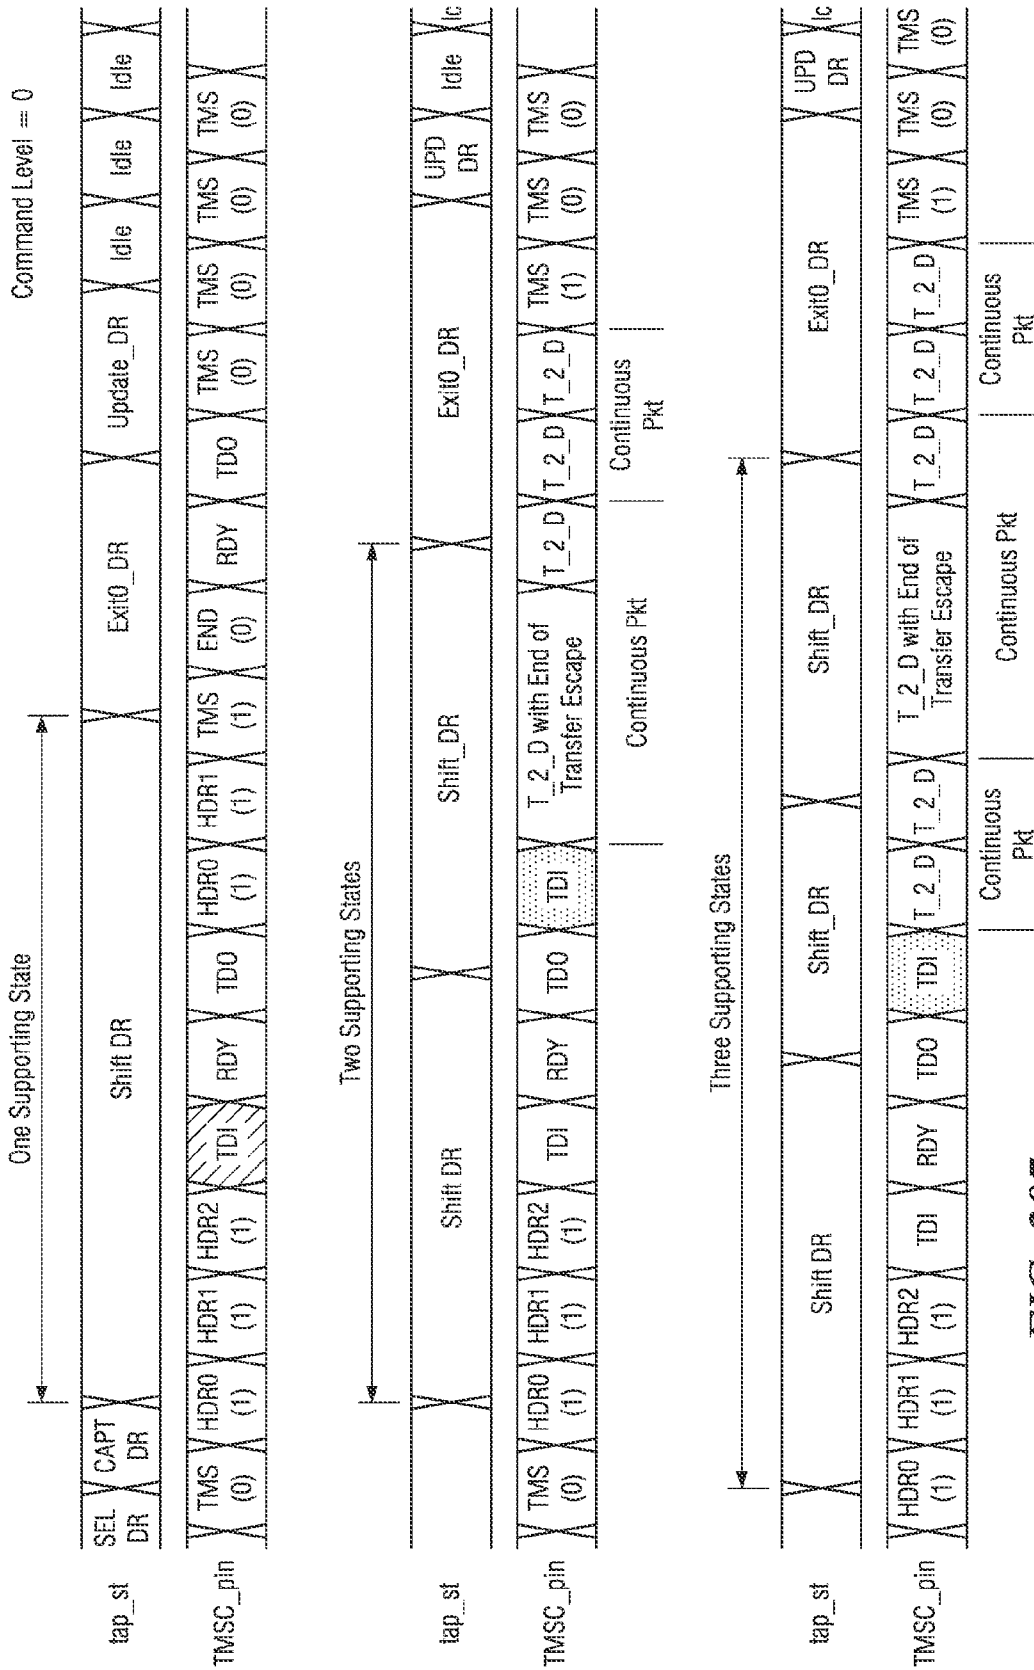 Command Level = 0
One Supporting State
tap_st
SEL DR
CAPT DR
Shift DR
Exit0_DR
Update_DR
Idle
Idle
Idle
TMSC_pin
TMS (0)
HDR0 (1)
HDR1 (1)
HDR2 (1)
TDI
RDY
TDO
HDR0 (1)
HDR1 (1)
TMS (1)
END (0)
RDY
TDO
TMS (0)
TMS (0)
TMS (0)
TMS (0)
Two Supporting States
tap_st
Shift DR
Shift_DR
Exit0_DR
UPD DR
Idle
Ic
TMSC_pin
TMS (0)
HDR0 (1)
HDR1 (1)
HDR2 (1)
TDI
RDY
TDO
TDI
T_2_D with End of Transfer Escape
T_2_D
T_2_D
T_2_D
TMS (1)
TMS (0)
TMS (0)
Continuous Pkt
Continuous Pkt
Three Supporting States
tap_st
Shift DR
Shift_DR
Shift_DR
Exit0_DR
UPD DR
Ic
TMSC_pin
HDR0 (1)
HDR1 (1)
HDR2 (1)
TDI
RDY
TDO
TDI
T_2_D
T_2_D
T_2_D with End of Transfer Escape
T_2_D
T_2_D
T_2_D
TMS (1)
TMS (0)
TMS (0)
Continuous Pkt
Continuous Pkt
Continuous Pkt